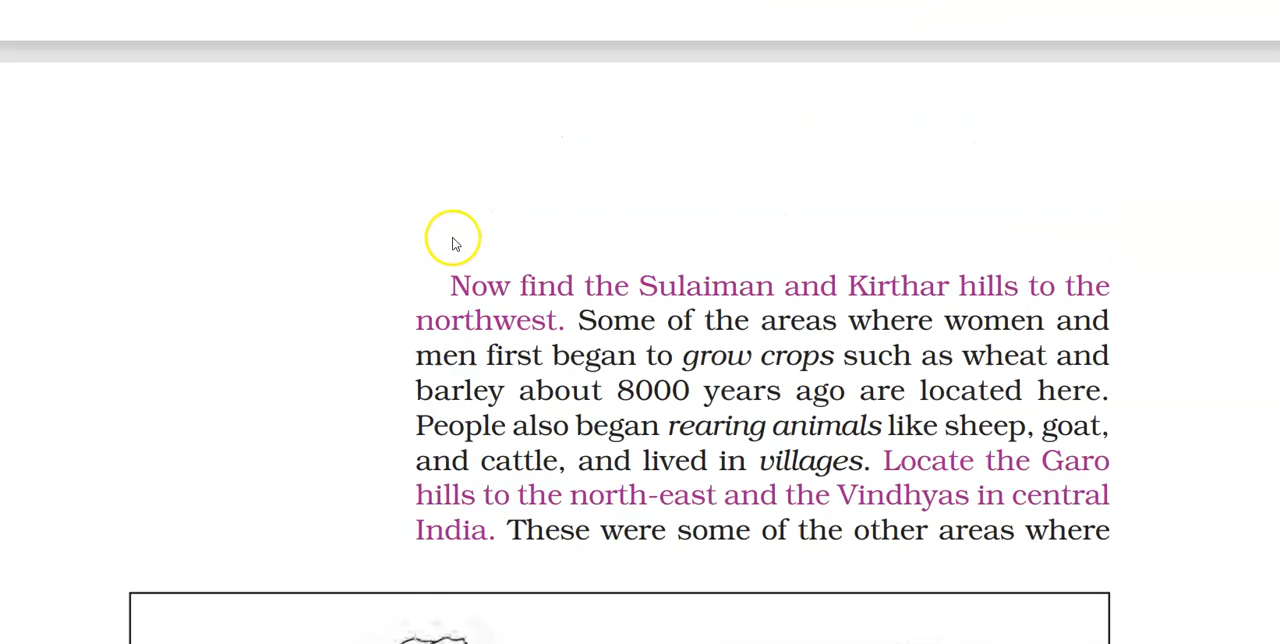 Now find the Sulaiman and Kirthar hills to the
northwest. Some of the areas where women and
men first began to grow crops such as wheat and
barley about 8000 years ago are located here.
People also began rearing animals like sheep, goat,
and cattle, and lived in villages. Locate the Garo
hills to the north-east and the Vindhyas in central
India. These were some of the other areas where